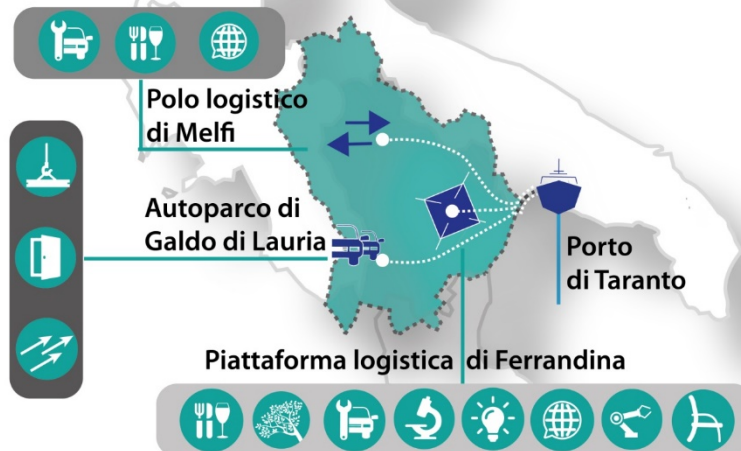 Polo logistico
di Melfi
Autoparco di
Galdo di Lauria
Porto
di Taranto
Piattaforma logistica di Ferrandina